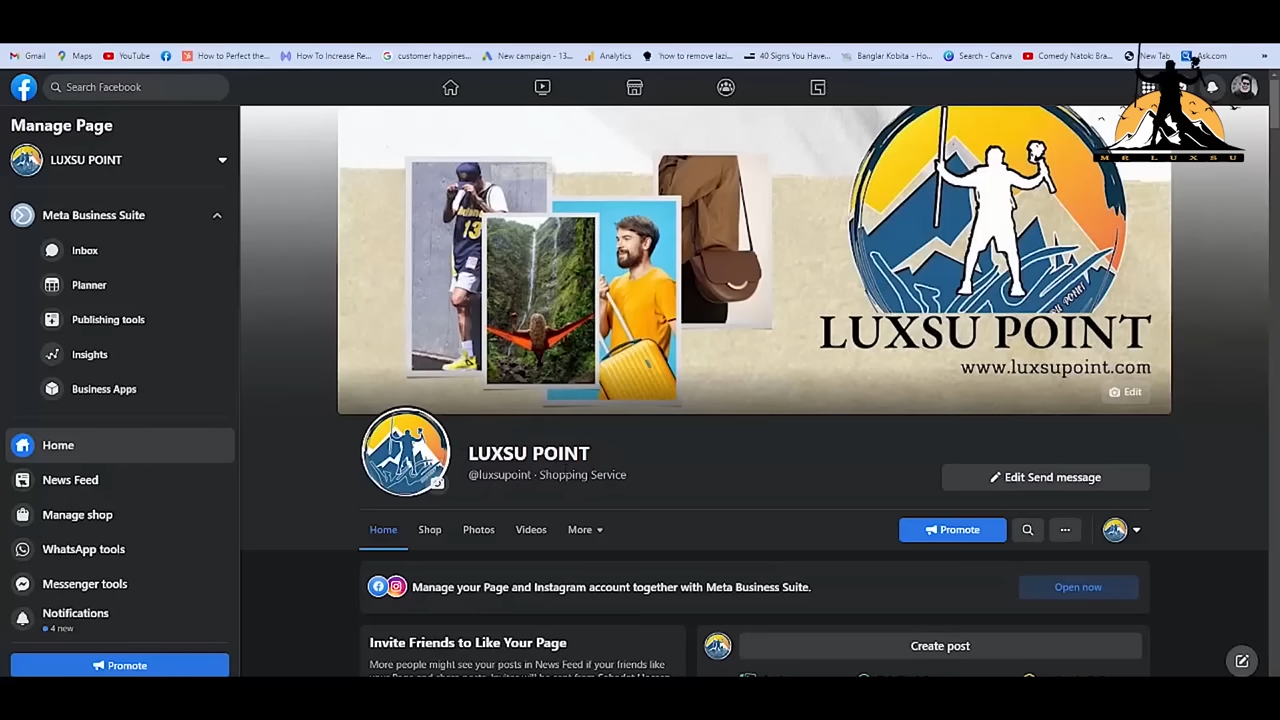 Gmail
Maps
YouTube
How to Perfect the...
How To Increase Re...
customer happines...
New campaign - 13...
Analytics
'how to remove lazi...
40 Signs You Have...
Banglar Kobita - Ho...
Search - Canva
Comedy Natok: Bra...
New Tab
Ask.com
»
Search Facebook
MR LUXSU
Manage Page
LUXSU POINT
Meta Business Suite
Inbox
Planner
Publishing tools
Insights
Business Apps
Home
News Feed
Manage shop
WhatsApp tools
Messenger tools
Notifications
4 new
Promote
13
LUXSU POINT
www.luxsupoint.com
Edit
LUXSU POINT
@luxsupoint · Shopping Service
Edit Send message
Home
Shop
Photos
Videos
More
Promote
Manage your Page and Instagram account together with Meta Business Suite.
Open now
Invite Friends to Like Your Page
More people might see your posts in News Feed if your friends like
Create post